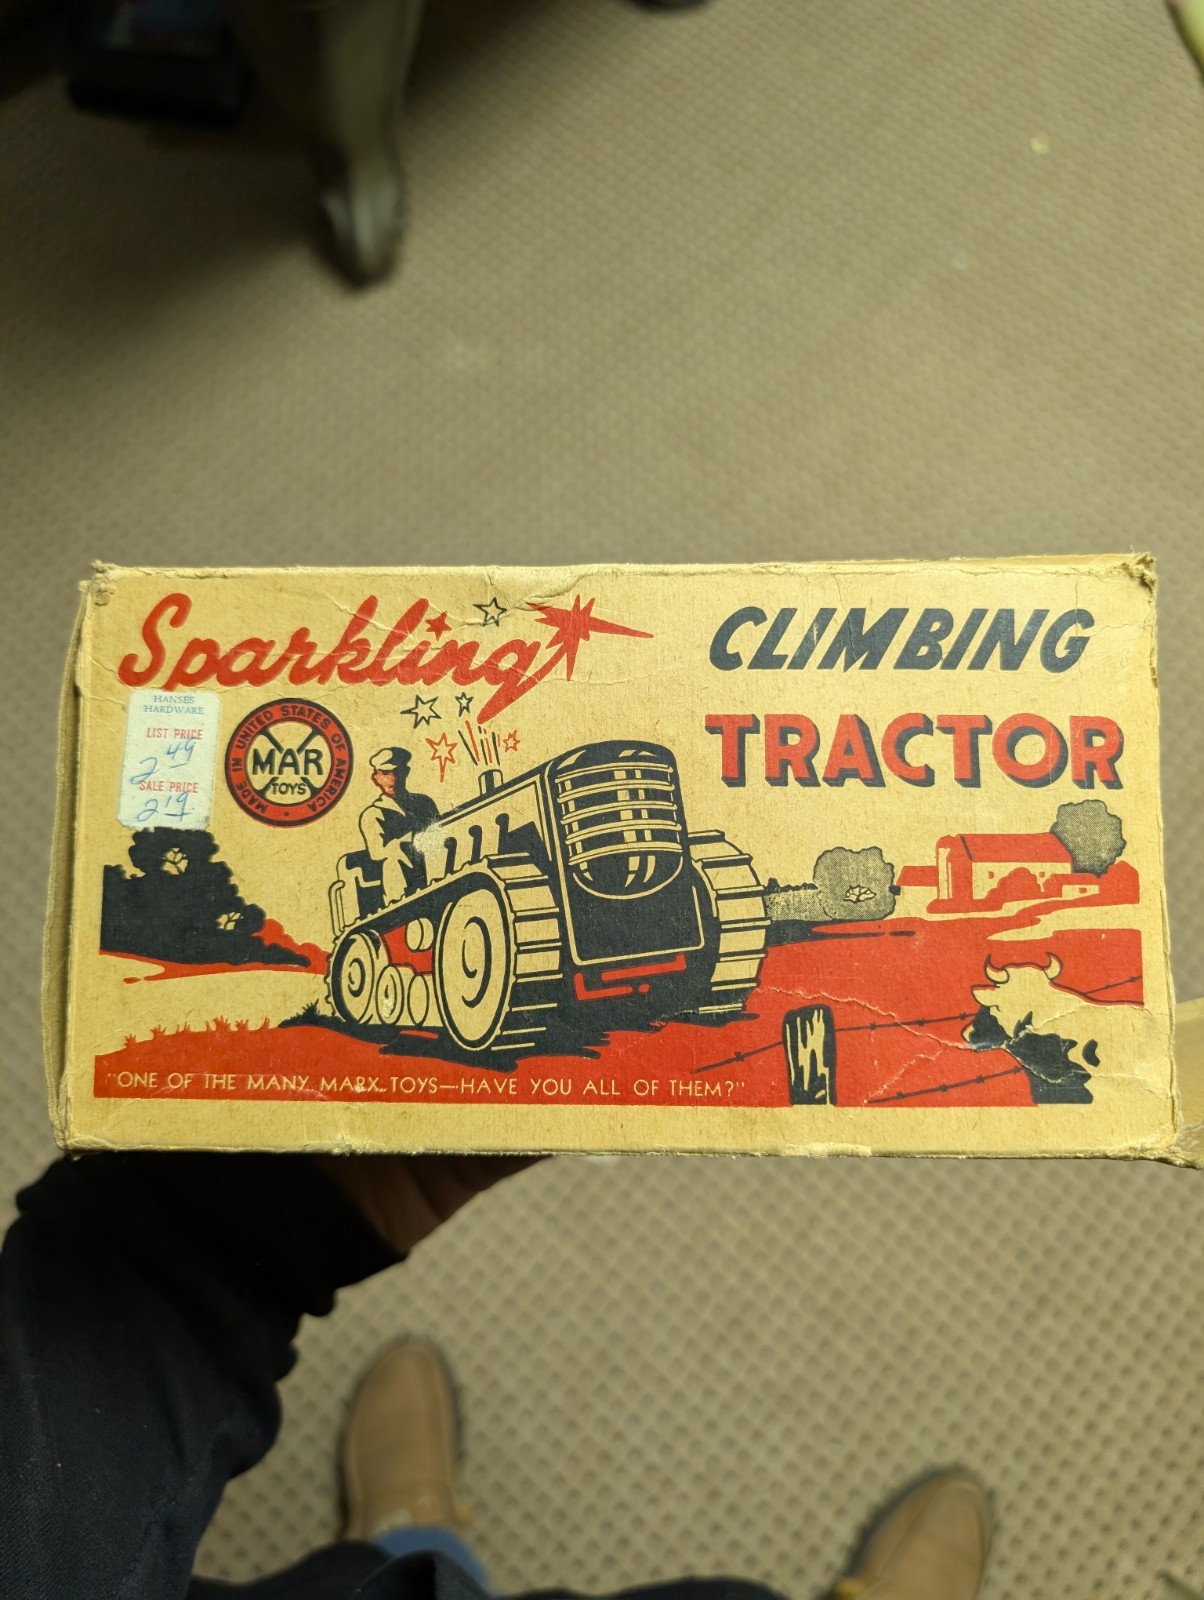 Sparkling
CLIMBING
TRACTOR
HANSES
HARDWARE
LIST PRICE
2 49
SALE PRICE
2 19
MADE IN UNITED STATES OF AMERICA
MAR
TOYS
"ONE OF THE MANY MARX TOYS—HAVE YOU ALL OF THEM?"